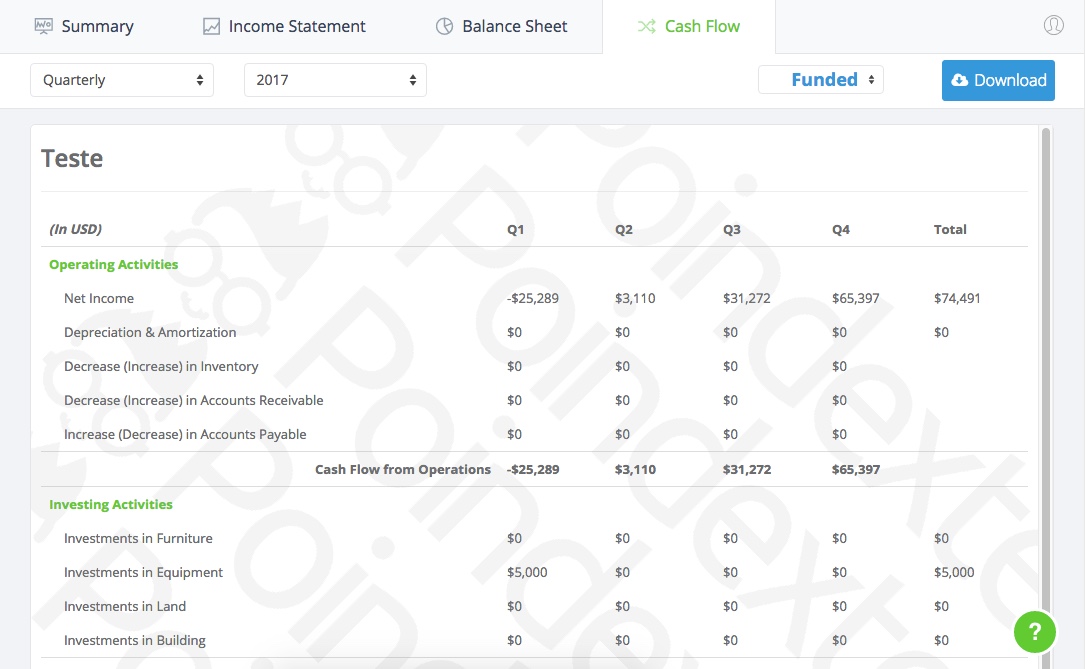 Summary Income Statement Balance Sheet Cash Flow
Quarterly 2017 Funded Download
Teste
(In USD) Q1 Q2 Q3 Q4 Total
Operating Activities
Net Income -$25,289 $3,110 $31,272 $65,397 $74,491
Depreciation & Amortization $0 $0 $0 $0 $0
Decrease (Increase) in Inventory $0 $0 $0 $0
Decrease (Increase) in Accounts Receivable $0 $0 $0 $0
Increase (Decrease) in Accounts Payable $0 $0 $0 $0
Cash Flow from Operations -$25,289 $3,110 $31,272 $65,397
Investing Activities
Investments in Furniture $0 $0 $0 $0 $0
Investments in Equipment $5,000 $0 $0 $0 $5,000
Investments in Land $0 $0 $0 $0 $0
Investments in Building $0 $0 $0 $0 $0
?